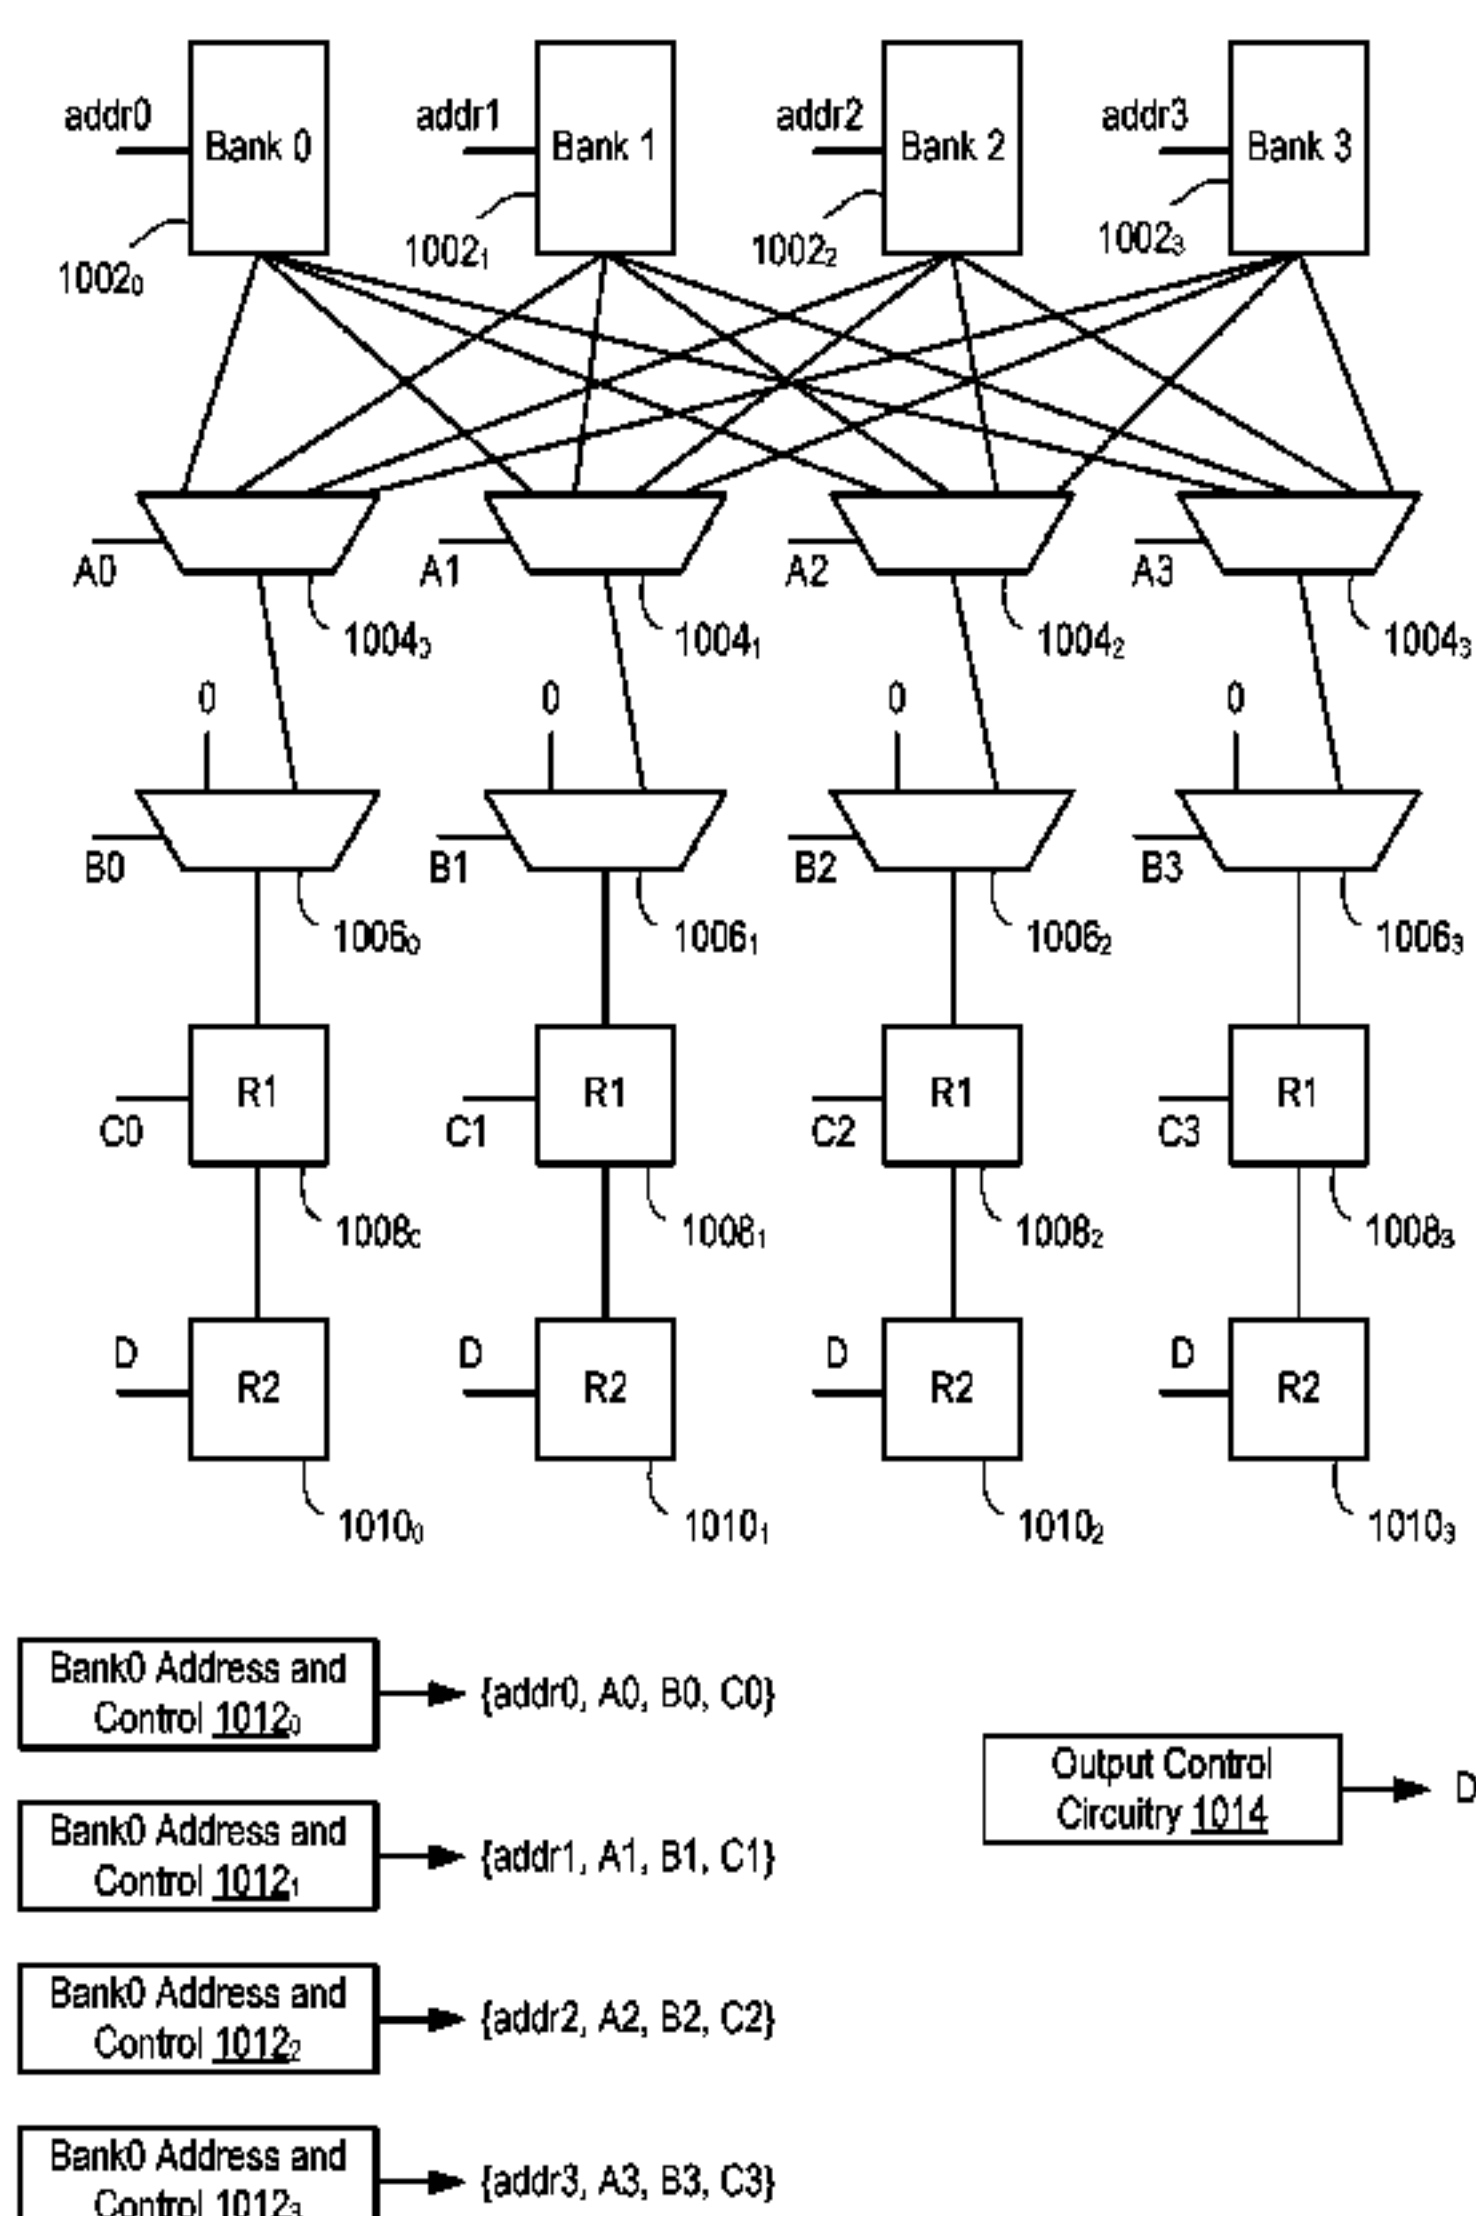 addr0
Bank 0
addr1
Bank 1
addr2
Bank 2
addr3
Bank 3
1002₀
1002₁
1002₂
1002₃
A0
A1
A2
A3
1004₀
1004₁
1004₂
1004₃
0
0
0
0
B0
B1
B2
B3
1006₀
1006₁
1006₂
1006₃
R1
R1
R1
R1
C0
C1
C2
C3
1008₀
1008₁
1008₂
1008₃
D
D
D
D
R2
R2
R2
R2
1010₀
1010₁
1010₂
1010₃
Bank0 Address and
Control 1012₀
{addr0, A0, B0, C0}
Output Control
Circuitry 1014
D
Bank0 Address and
Control 1012₁
{addr1, A1, B1, C1}
Bank0 Address and
Control 1012₂
{addr2, A2, B2, C2}
Bank0 Address and
Control 1012₃
{addr3, A3, B3, C3}